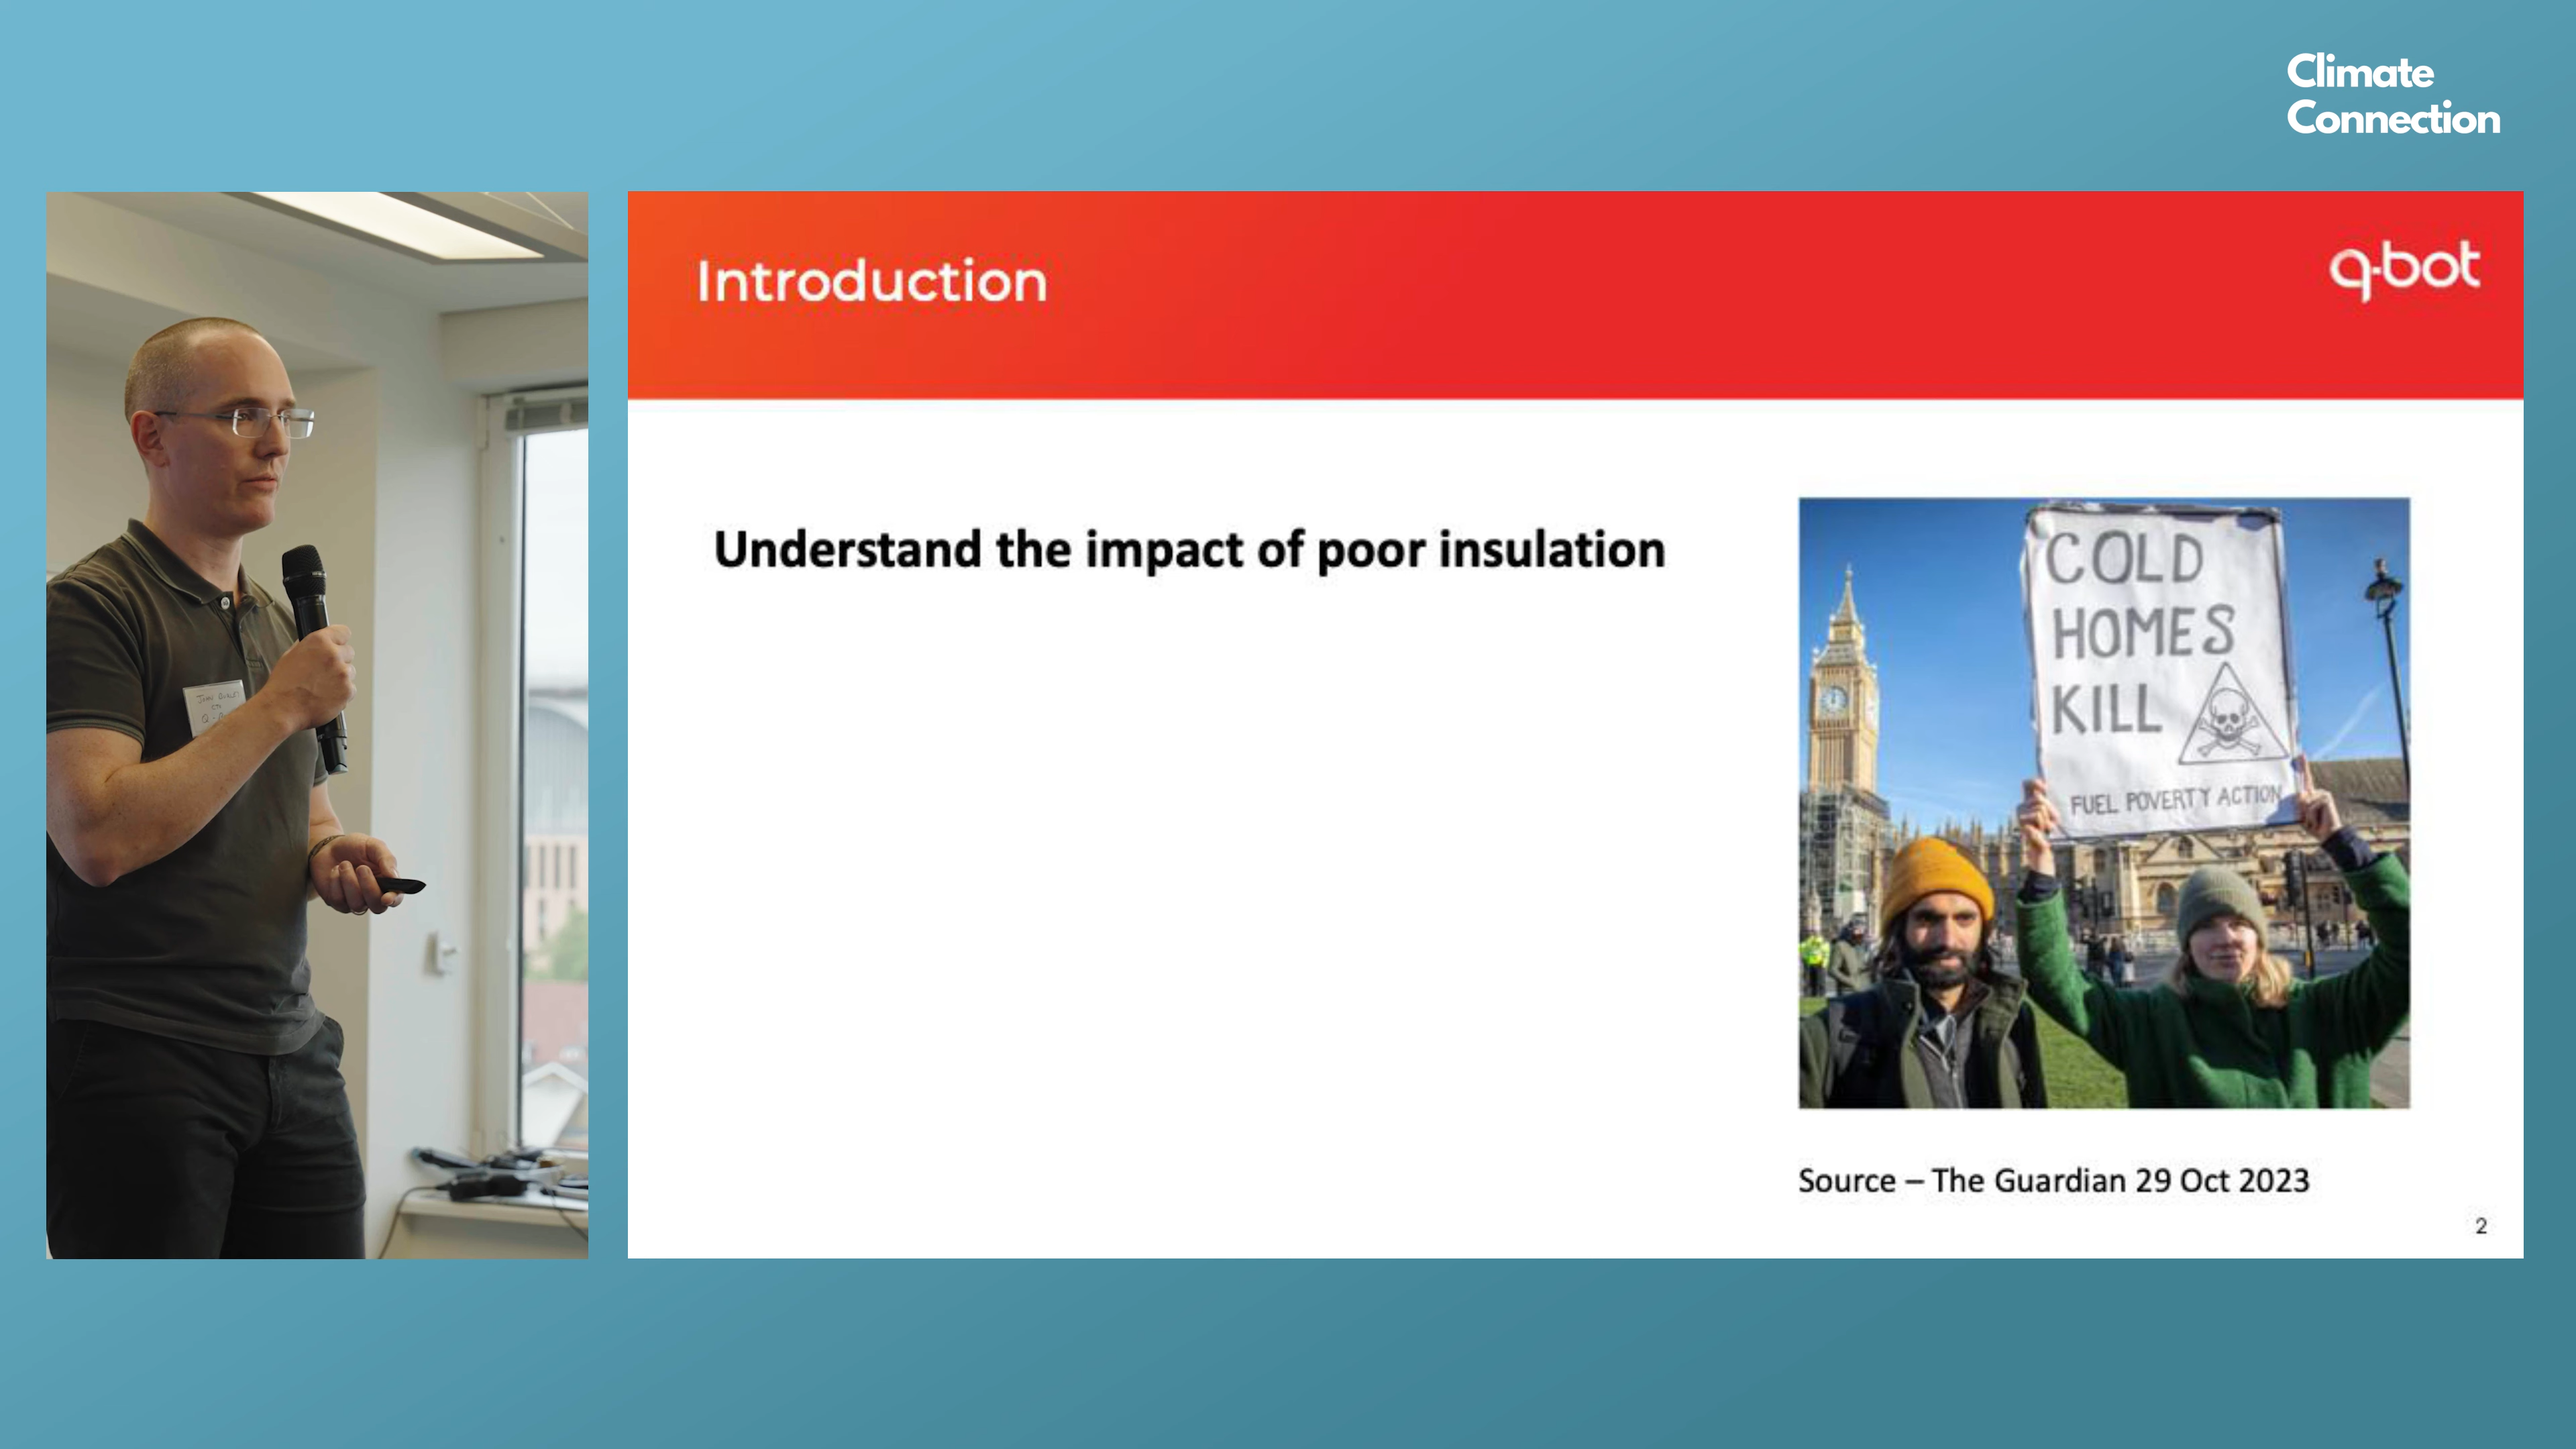 Climate
Connection
Introduction
q-bot
Understand the impact of poor insulation
COLD
HOMES
KILL
FUEL POVERTY ACTION
Source – The Guardian 29 Oct 2023
2